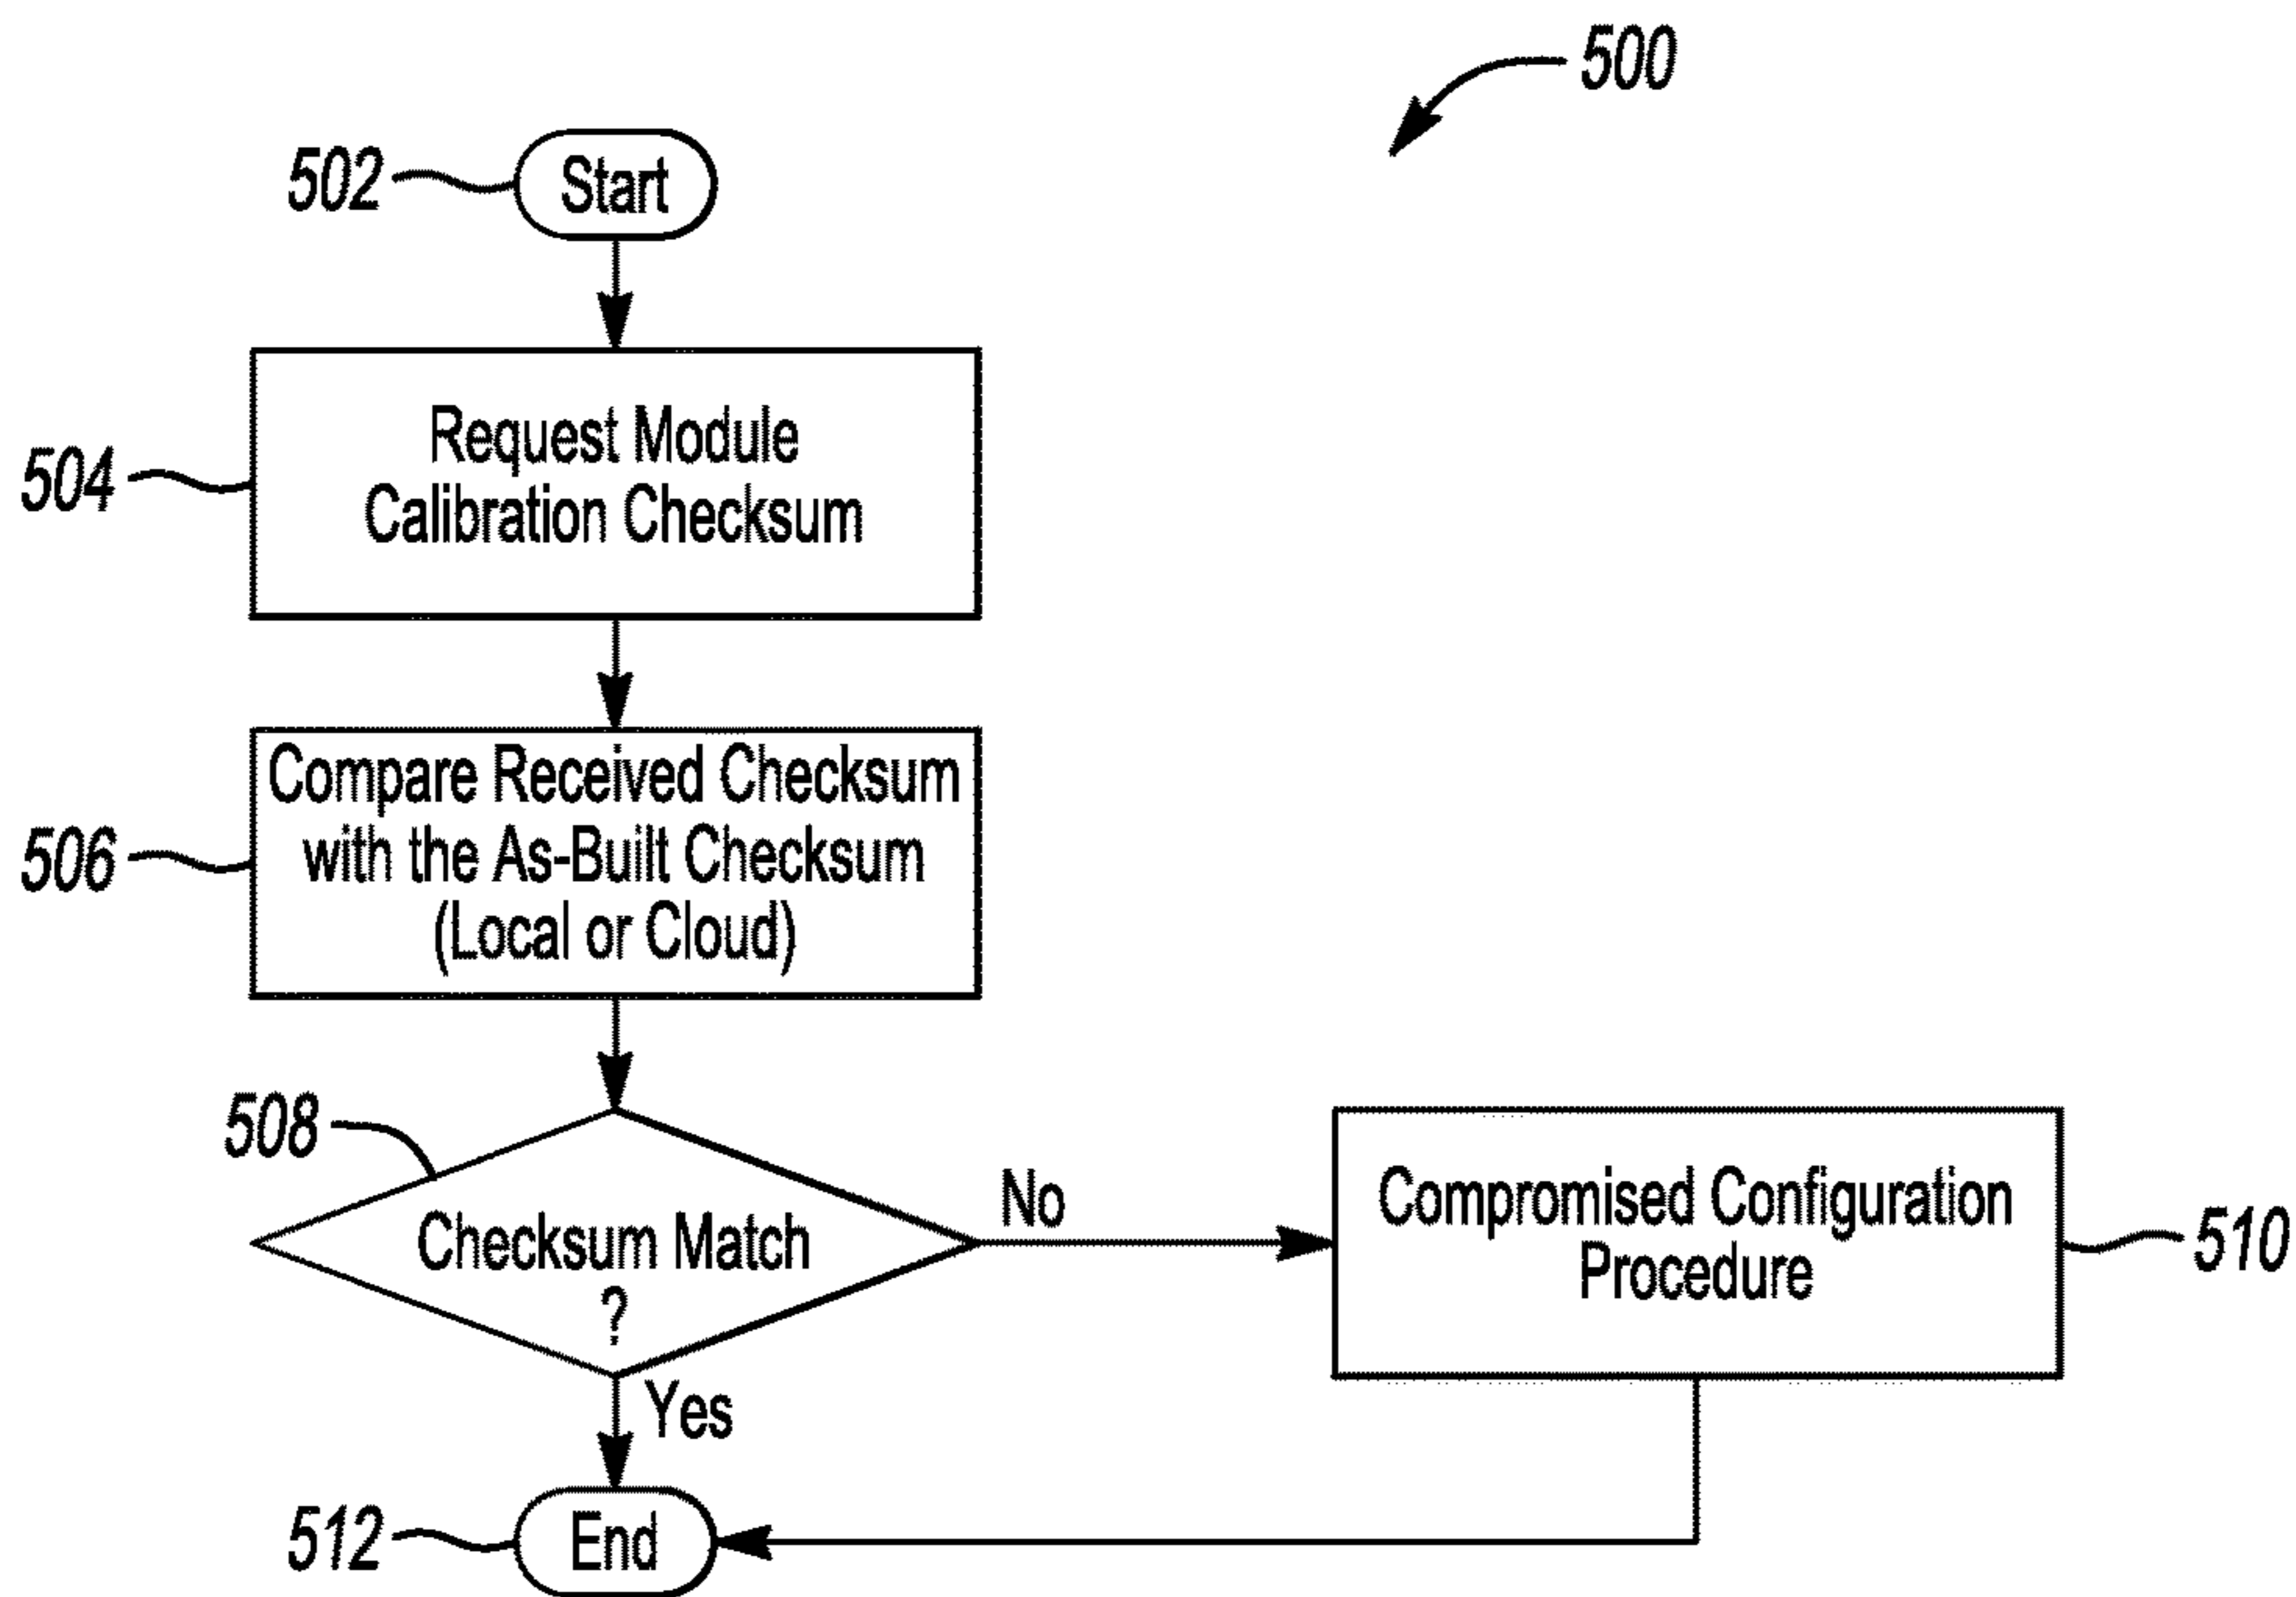 500
502
Start
504
Request Module
Calibration Checksum
506
Compare Received Checksum
with the As-Built Checksum
(Local or Cloud)
508
Checksum Match
?
No
Compromised Configuration
Procedure
510
Yes
512
End